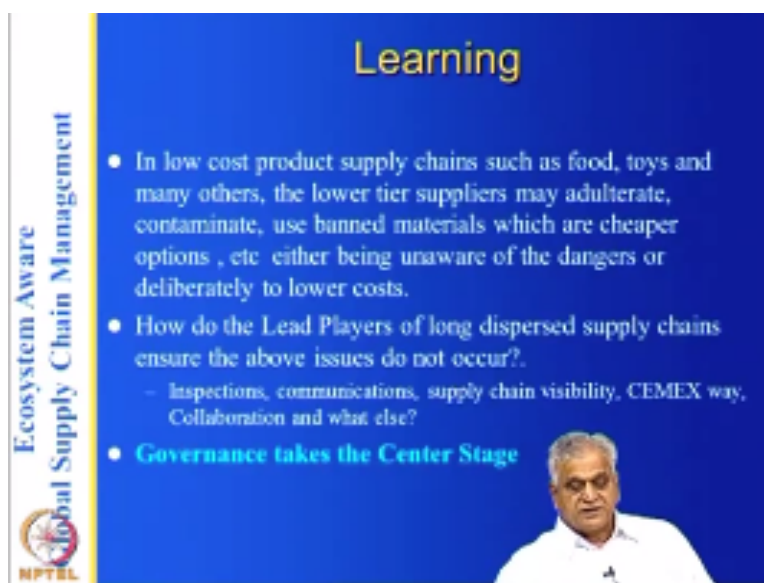 Learning
● In low cost product supply chains such as food, toys and
many others, the lower tier suppliers may adulterate,
contaminate, use banned materials which are cheaper
options , etc either being unaware of the dangers or
deliberately to lower costs.
● How do the Lead Players of long dispersed supply chains
ensure the above issues do not occur?.
– Inspections, communications, supply chain visibility, CEMEX way,
Collaboration and what else?
● Governance takes the Center Stage
Ecosystem Aware
Global Supply Chain Management
NPTEL